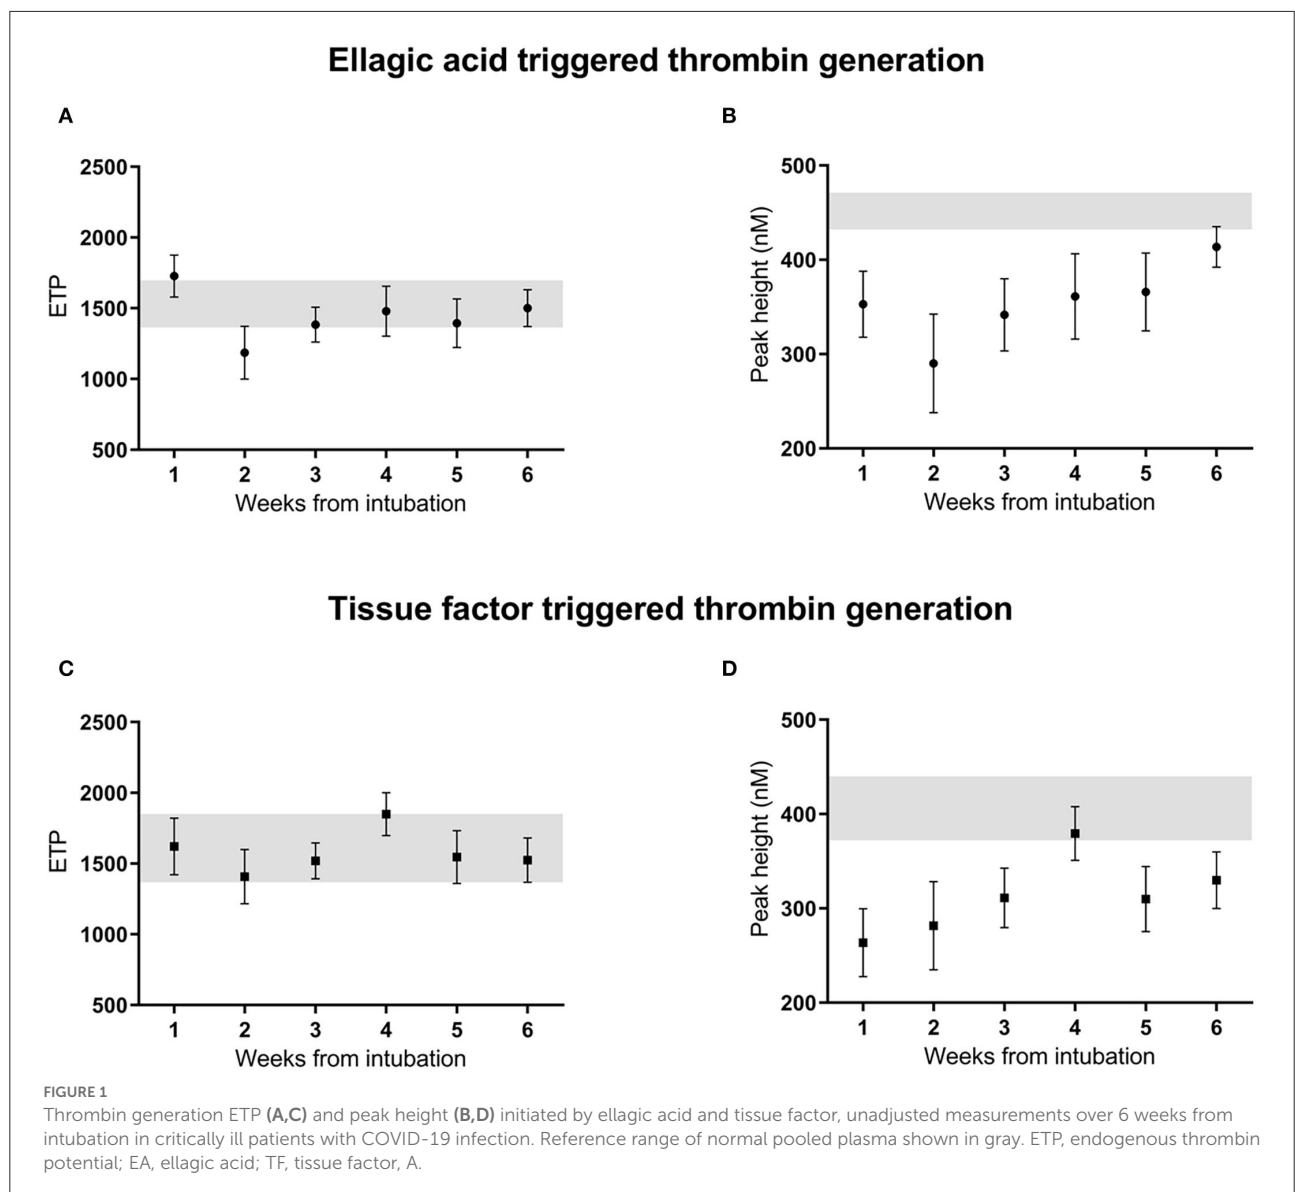 Ellagic acid triggered thrombin generation
A
B
2500
2000
1500
1000
500
ETP
1 2 3 4 5 6
Weeks from intubation
500
400
300
200
Peak height (nM)
1 2 3 4 5 6
Weeks from intubation
Tissue factor triggered thrombin generation
C
D
2500
2000
1500
1000
500
ETP
1 2 3 4 5 6
Weeks from intubation
500
400
300
200
Peak height (nM)
1 2 3 4 5 6
Weeks from intubation
FIGURE 1
Thrombin generation ETP (A,C) and peak height (B,D) initiated by ellagic acid and tissue factor, unadjusted measurements over 6 weeks from
intubation in critically ill patients with COVID-19 infection. Reference range of normal pooled plasma shown in gray. ETP, endogenous thrombin
potential; EA, ellagic acid; TF, tissue factor, A.